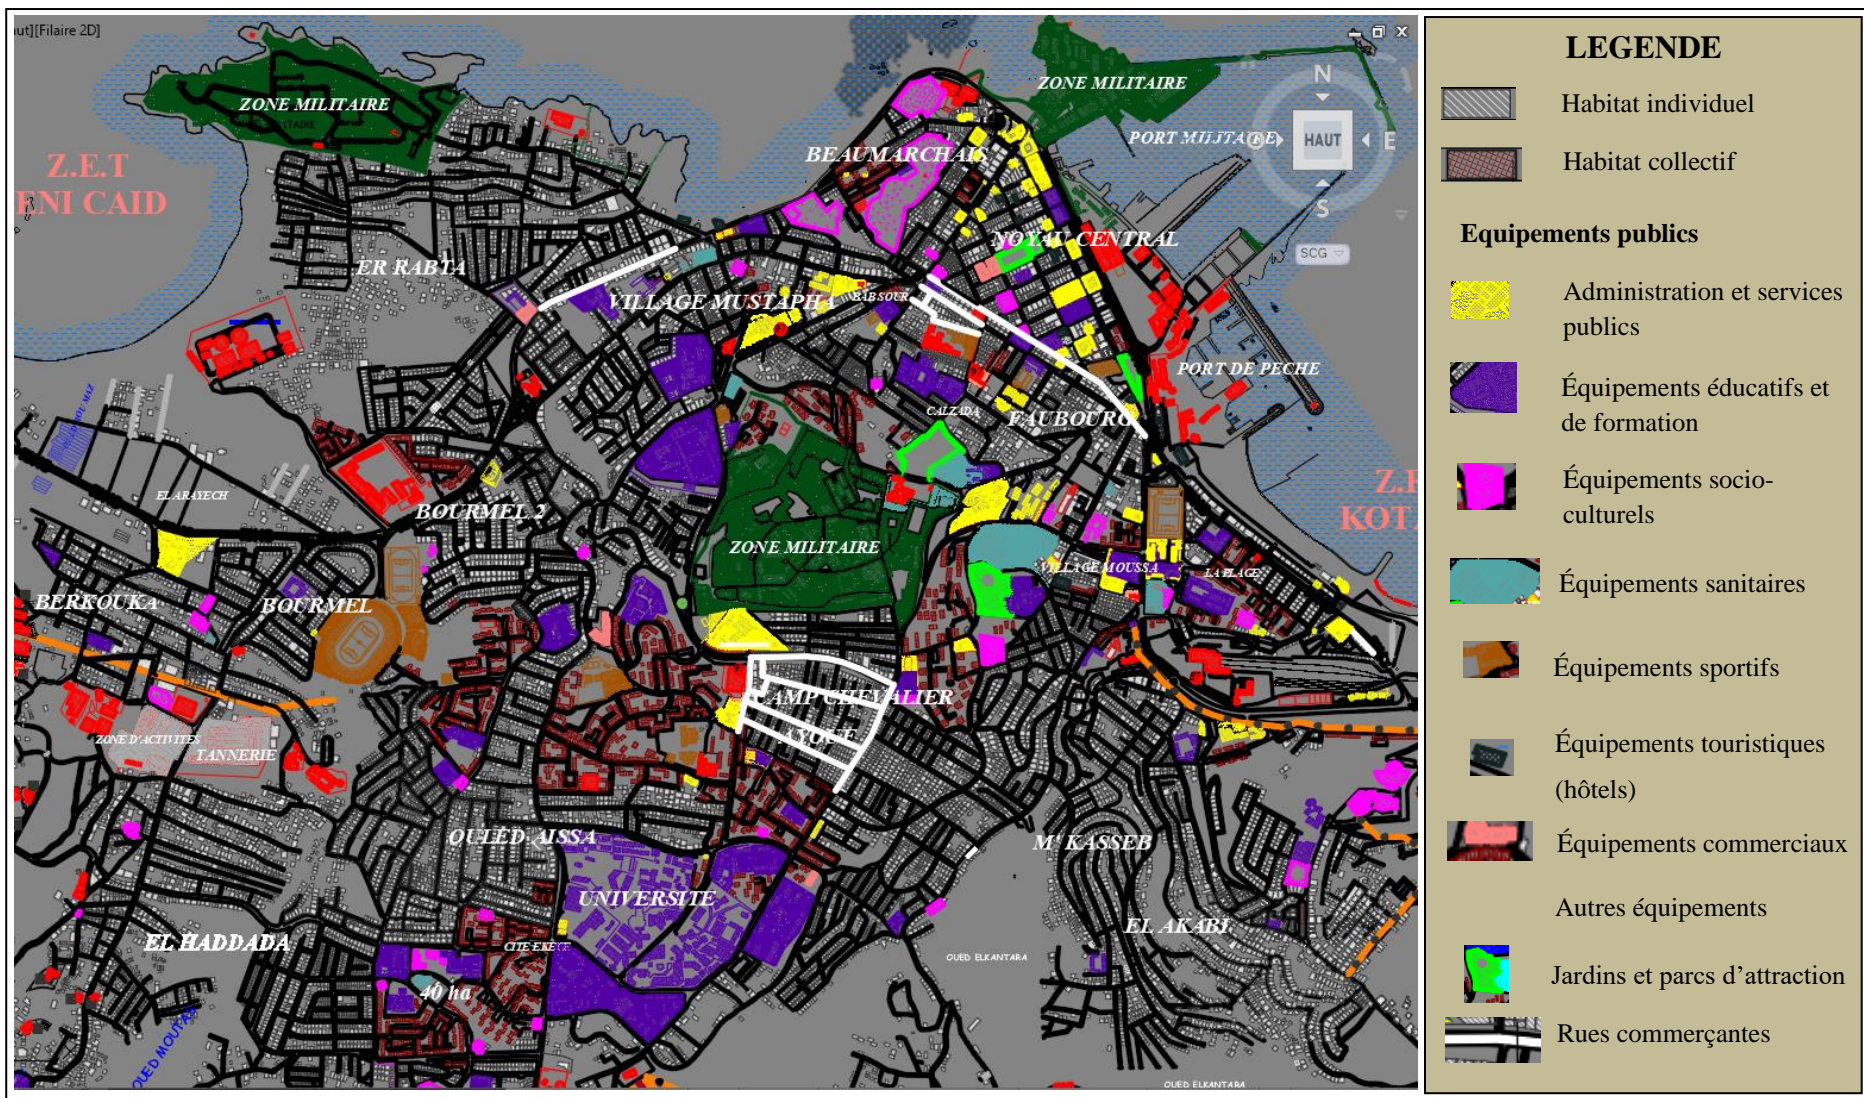 ut][Filaire 2D]
ZONE MILITAIRE
ZONE MILITAIRE
PORT MILITAIRE
N
HAUT
E
S
SCG
Z.E.T
ENI CAID
BEAUMARCHAIS
NOYAU CENTRAL
ER RABTA
VILLAGE MUSTAPHA
BAB SOUR
PORT DE PECHE
CALZADA
FAUBOURG
EL ARAYECH
BOURMEL 2
ZONE MILITAIRE
VILLAGE MOUSSA
LA PLAGE
BERKOUKA
BOURMEL
CAMP CHEVALIER
ZONE D'ACTIVITES
TANNERIE
OULED AISSA
M' KASSEB
UNIVERSITE
EL AKABI
EL HADDADA
40 ha
OUED ELKANTARA
OUED MOUTAS
OUED ELKANTARA
LEGENDE
Habitat individuel
Habitat collectif
Equipements publics
Administration et services
publics
Équipements éducatifs et
de formation
Équipements socio-
culturels
Équipements sanitaires
Équipements sportifs
Équipements touristiques
(hôtels)
Équipements commerciaux
Autres équipements
Jardins et parcs d'attraction
Rues commerçantes